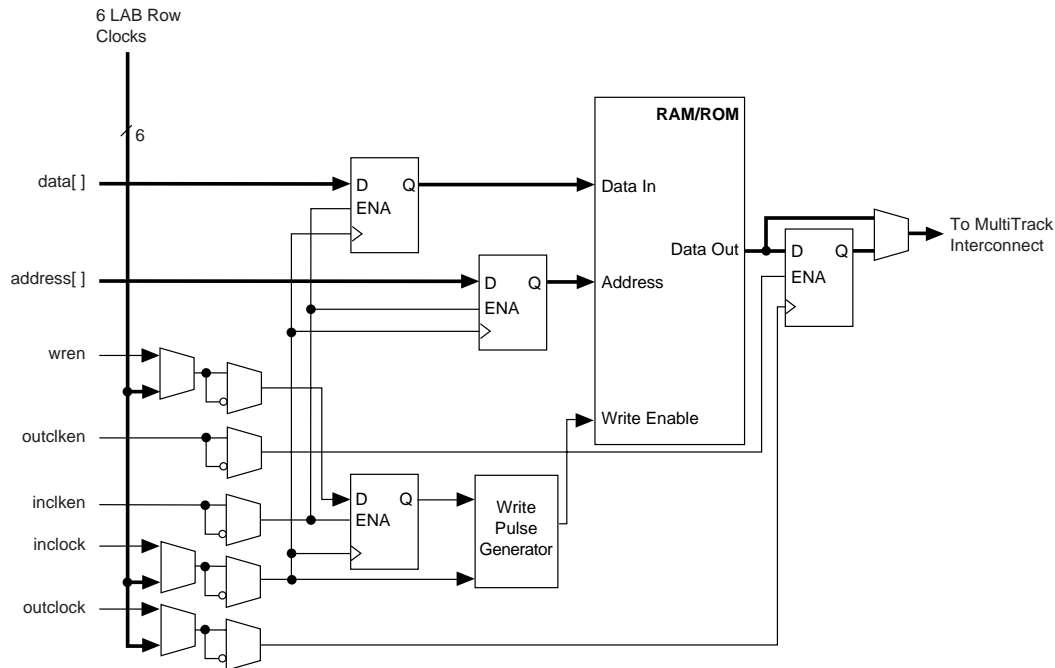 6 LAB Row
Clocks
6
RAM/ROM
data[ ]
D Q
ENA
Data In
To MultiTrack
Interconnect
Data Out
D Q
ENA
address[ ]
D Q
ENA
Address
wren
Write Enable
outclken
inclken
D Q
ENA
Write
Pulse
Generator
inclock
outclock